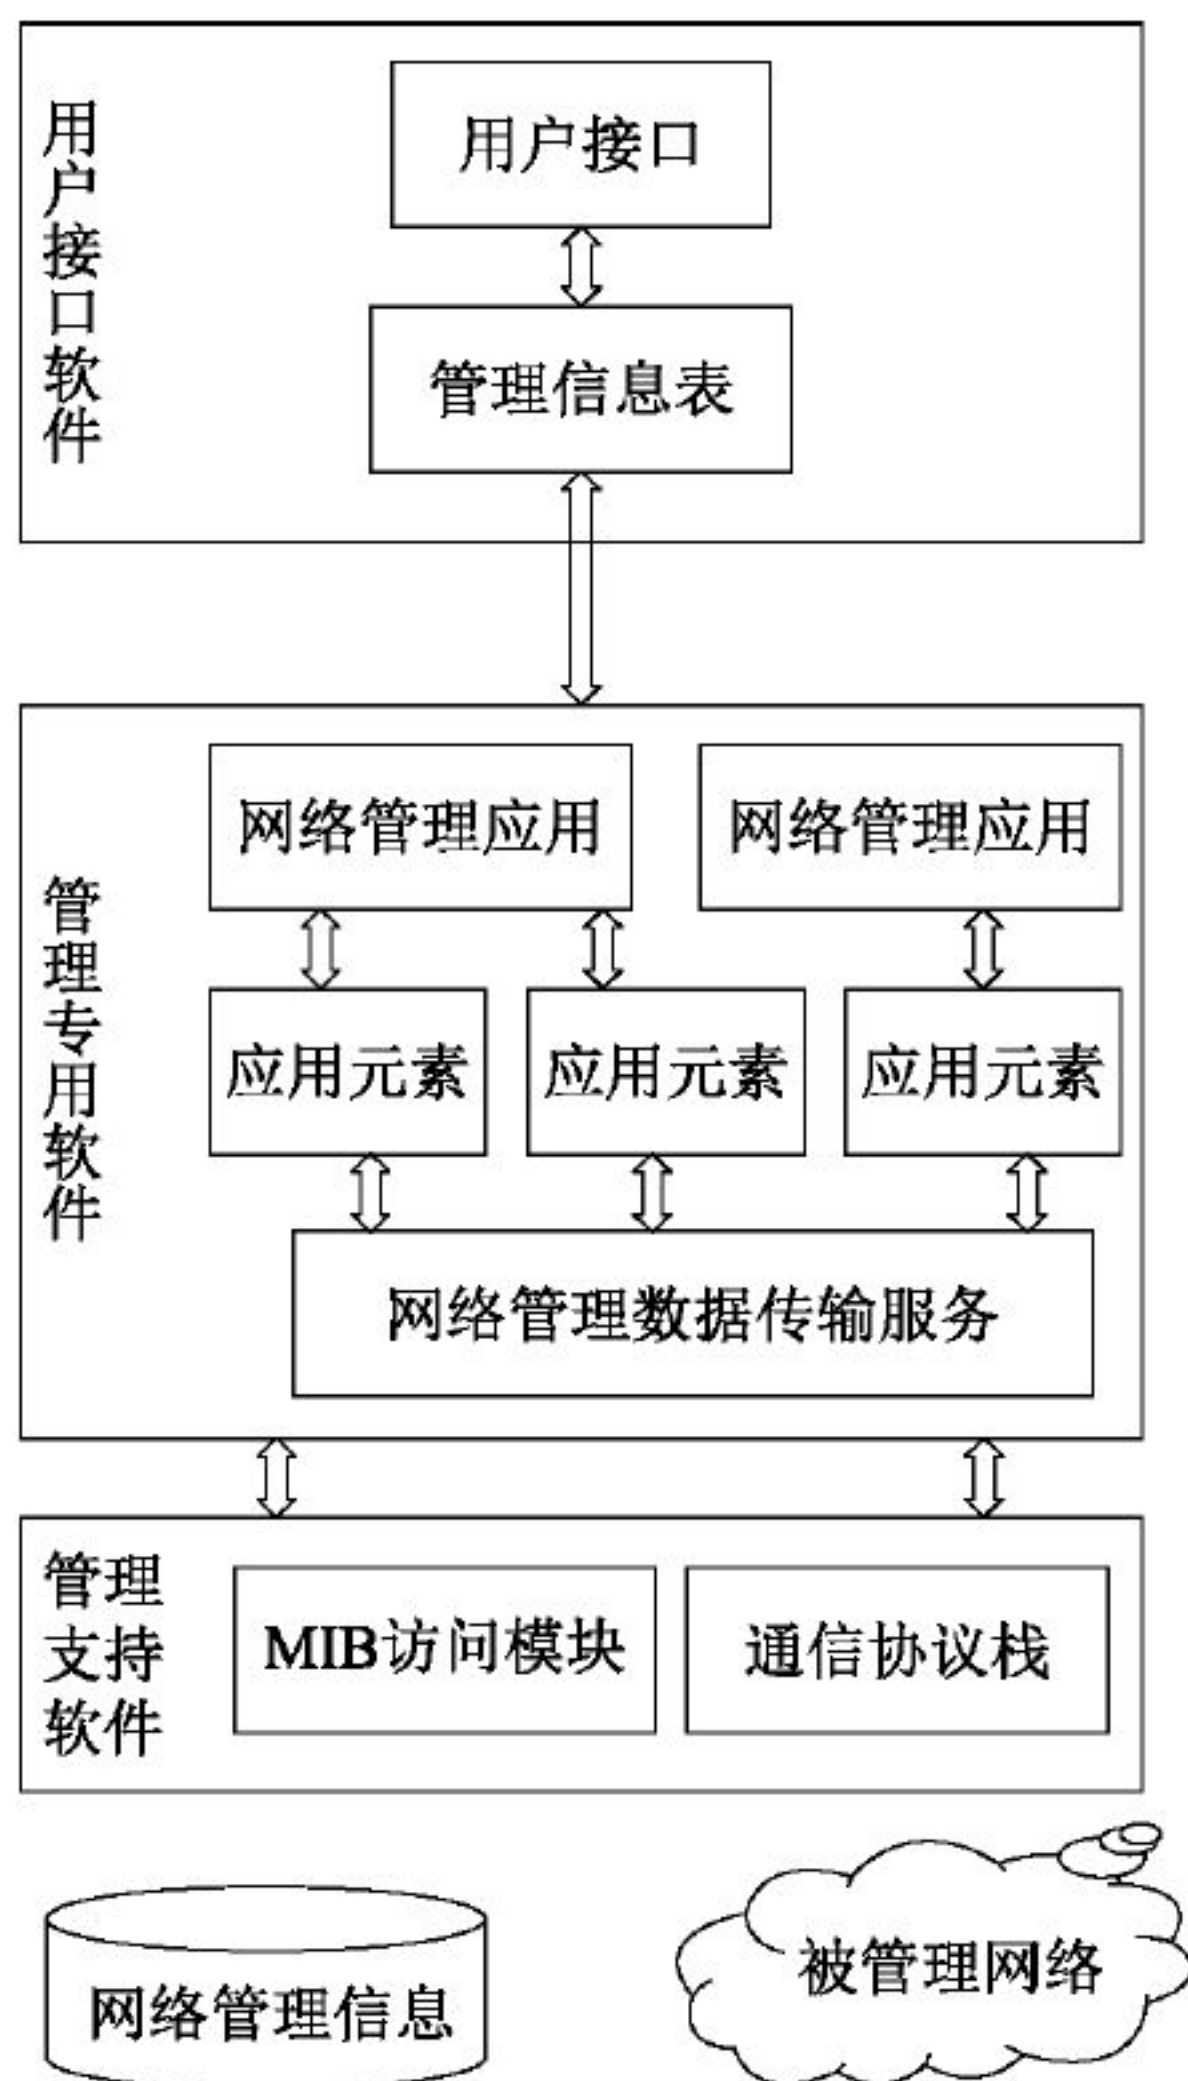 用户接口软件
用户接口
管理信息表
管理专用软件
网络管理应用
网络管理应用
应用元素
应用元素
应用元素
网络管理数据传输服务
管理
支持
软件
MIB访问模块
通信协议栈
网络管理信息
被管理网络